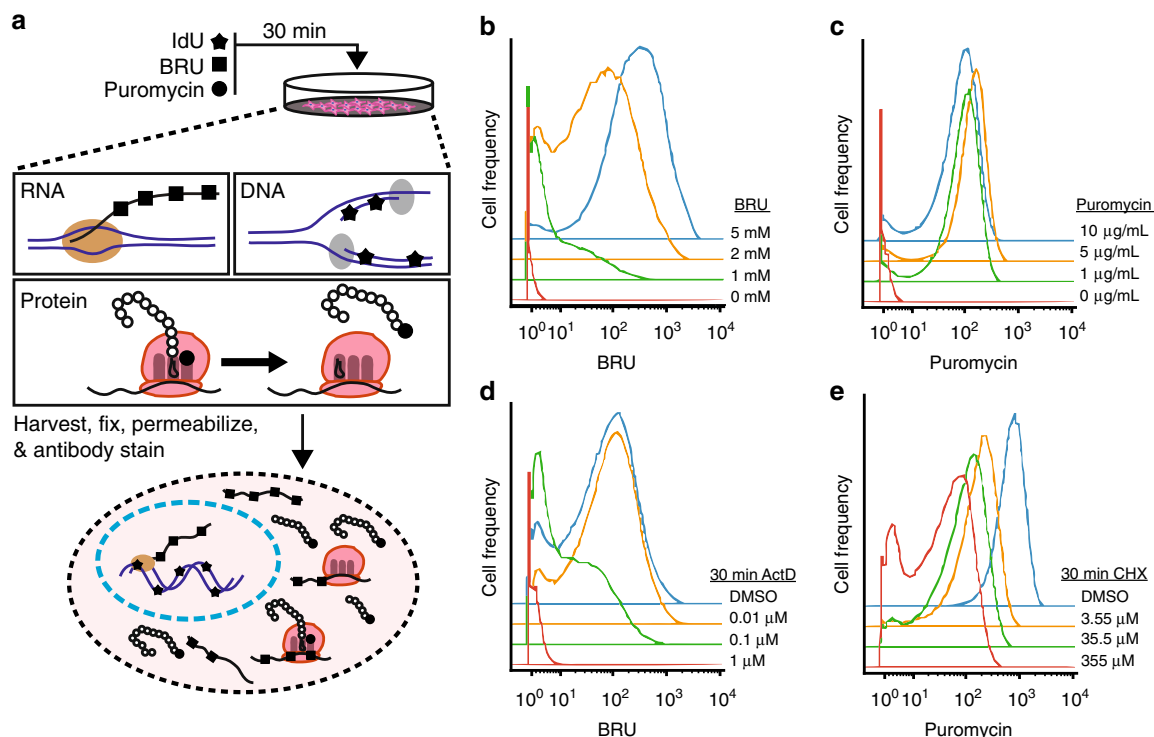 a
IdU
BRU
Puromycin
30 min
RNA
DNA
Protein
Harvest, fix, permeabilize,
& antibody stain
b
Cell frequency
BRU
5 mM
2 mM
1 mM
0 mM
10⁰ 10¹ 10² 10³ 10⁴
BRU
c
Cell frequency
Puromycin
10 µg/mL
5 µg/mL
1 µg/mL
0 µg/mL
10⁰ 10¹ 10² 10³ 10⁴
Puromycin
d
Cell frequency
30 min ActD
DMSO
0.01 µM
0.1 µM
1 µM
10⁰ 10¹ 10² 10³ 10⁴
BRU
e
Cell frequency
30 min CHX
DMSO
3.55 µM
35.5 µM
355 µM
10⁰ 10¹ 10² 10³ 10⁴
Puromycin